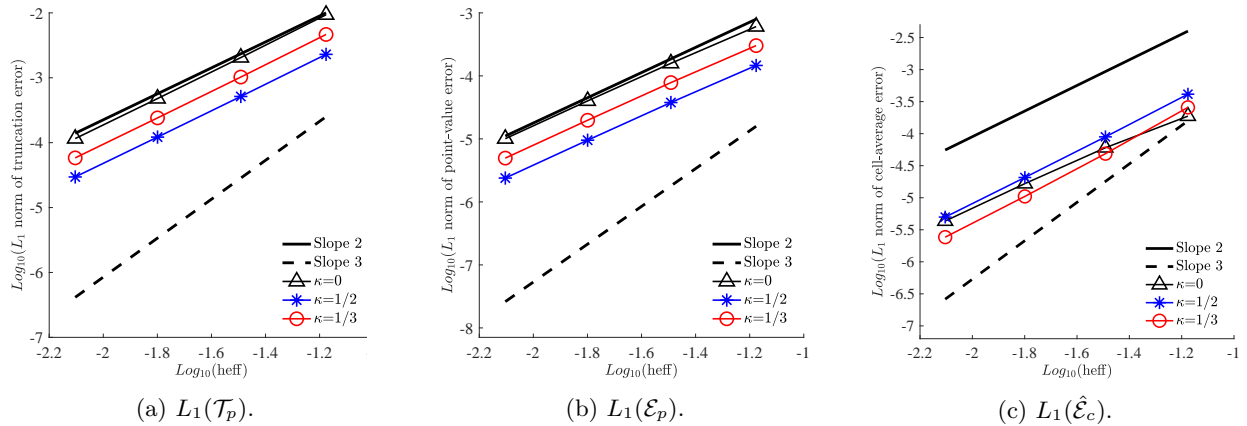 Log10(L1 norm of truncation error)
-2
-3
-4
-5
-6
-7
-2.2
-2
-1.8
-1.6
-1.4
-1.2
Log10(heff)
Slope 2
Slope 3
κ=0
κ=1/2
κ=1/3
(a) L1(𝒯p).
Log10(L1 norm of point-value error)
-3
-4
-5
-6
-7
-8
-2.2
-2
-1.8
-1.6
-1.4
-1.2
-1
Log10(heff)
Slope 2
Slope 3
κ=0
κ=1/2
κ=1/3
(b) L1(ℰp).
Log10(L1 norm of cell-average error)
-2.5
-3
-3.5
-4
-4.5
-5
-5.5
-6
-6.5
-7
-2.2
-2
-1.8
-1.6
-1.4
-1.2
-1
Log10(heff)
Slope 2
Slope 3
κ=0
κ=1/2
κ=1/3
(c) L1(ℰ̂c).